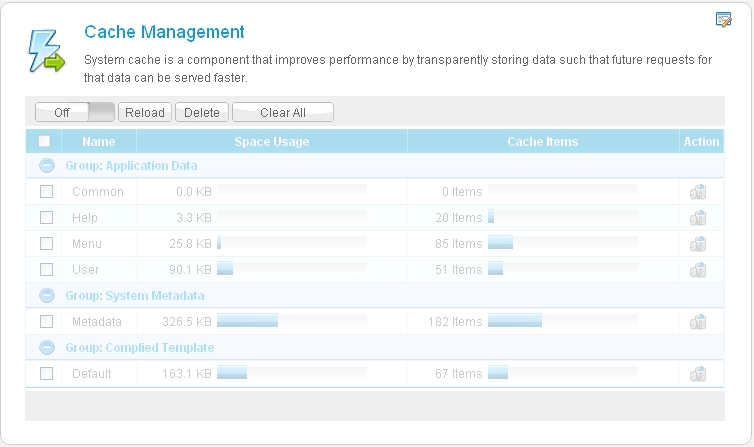 Cache Management
System cache is a component that improves performance by transparently storing data such that future requests for
that data can be served faster.
Off Reload Delete Clear All
Name Space Usage Cache Items Action
Group: Application Data
Common 0.0 KB 0 Items
Help 3.3 KB 20 Items
Menu 25.8 KB 85 Items
User 90.1 KB 51 Items
Group: System Metadata
Metadata 326.5 KB 182 Items
Group: Complied Template
Default 163.1 KB 67 Items